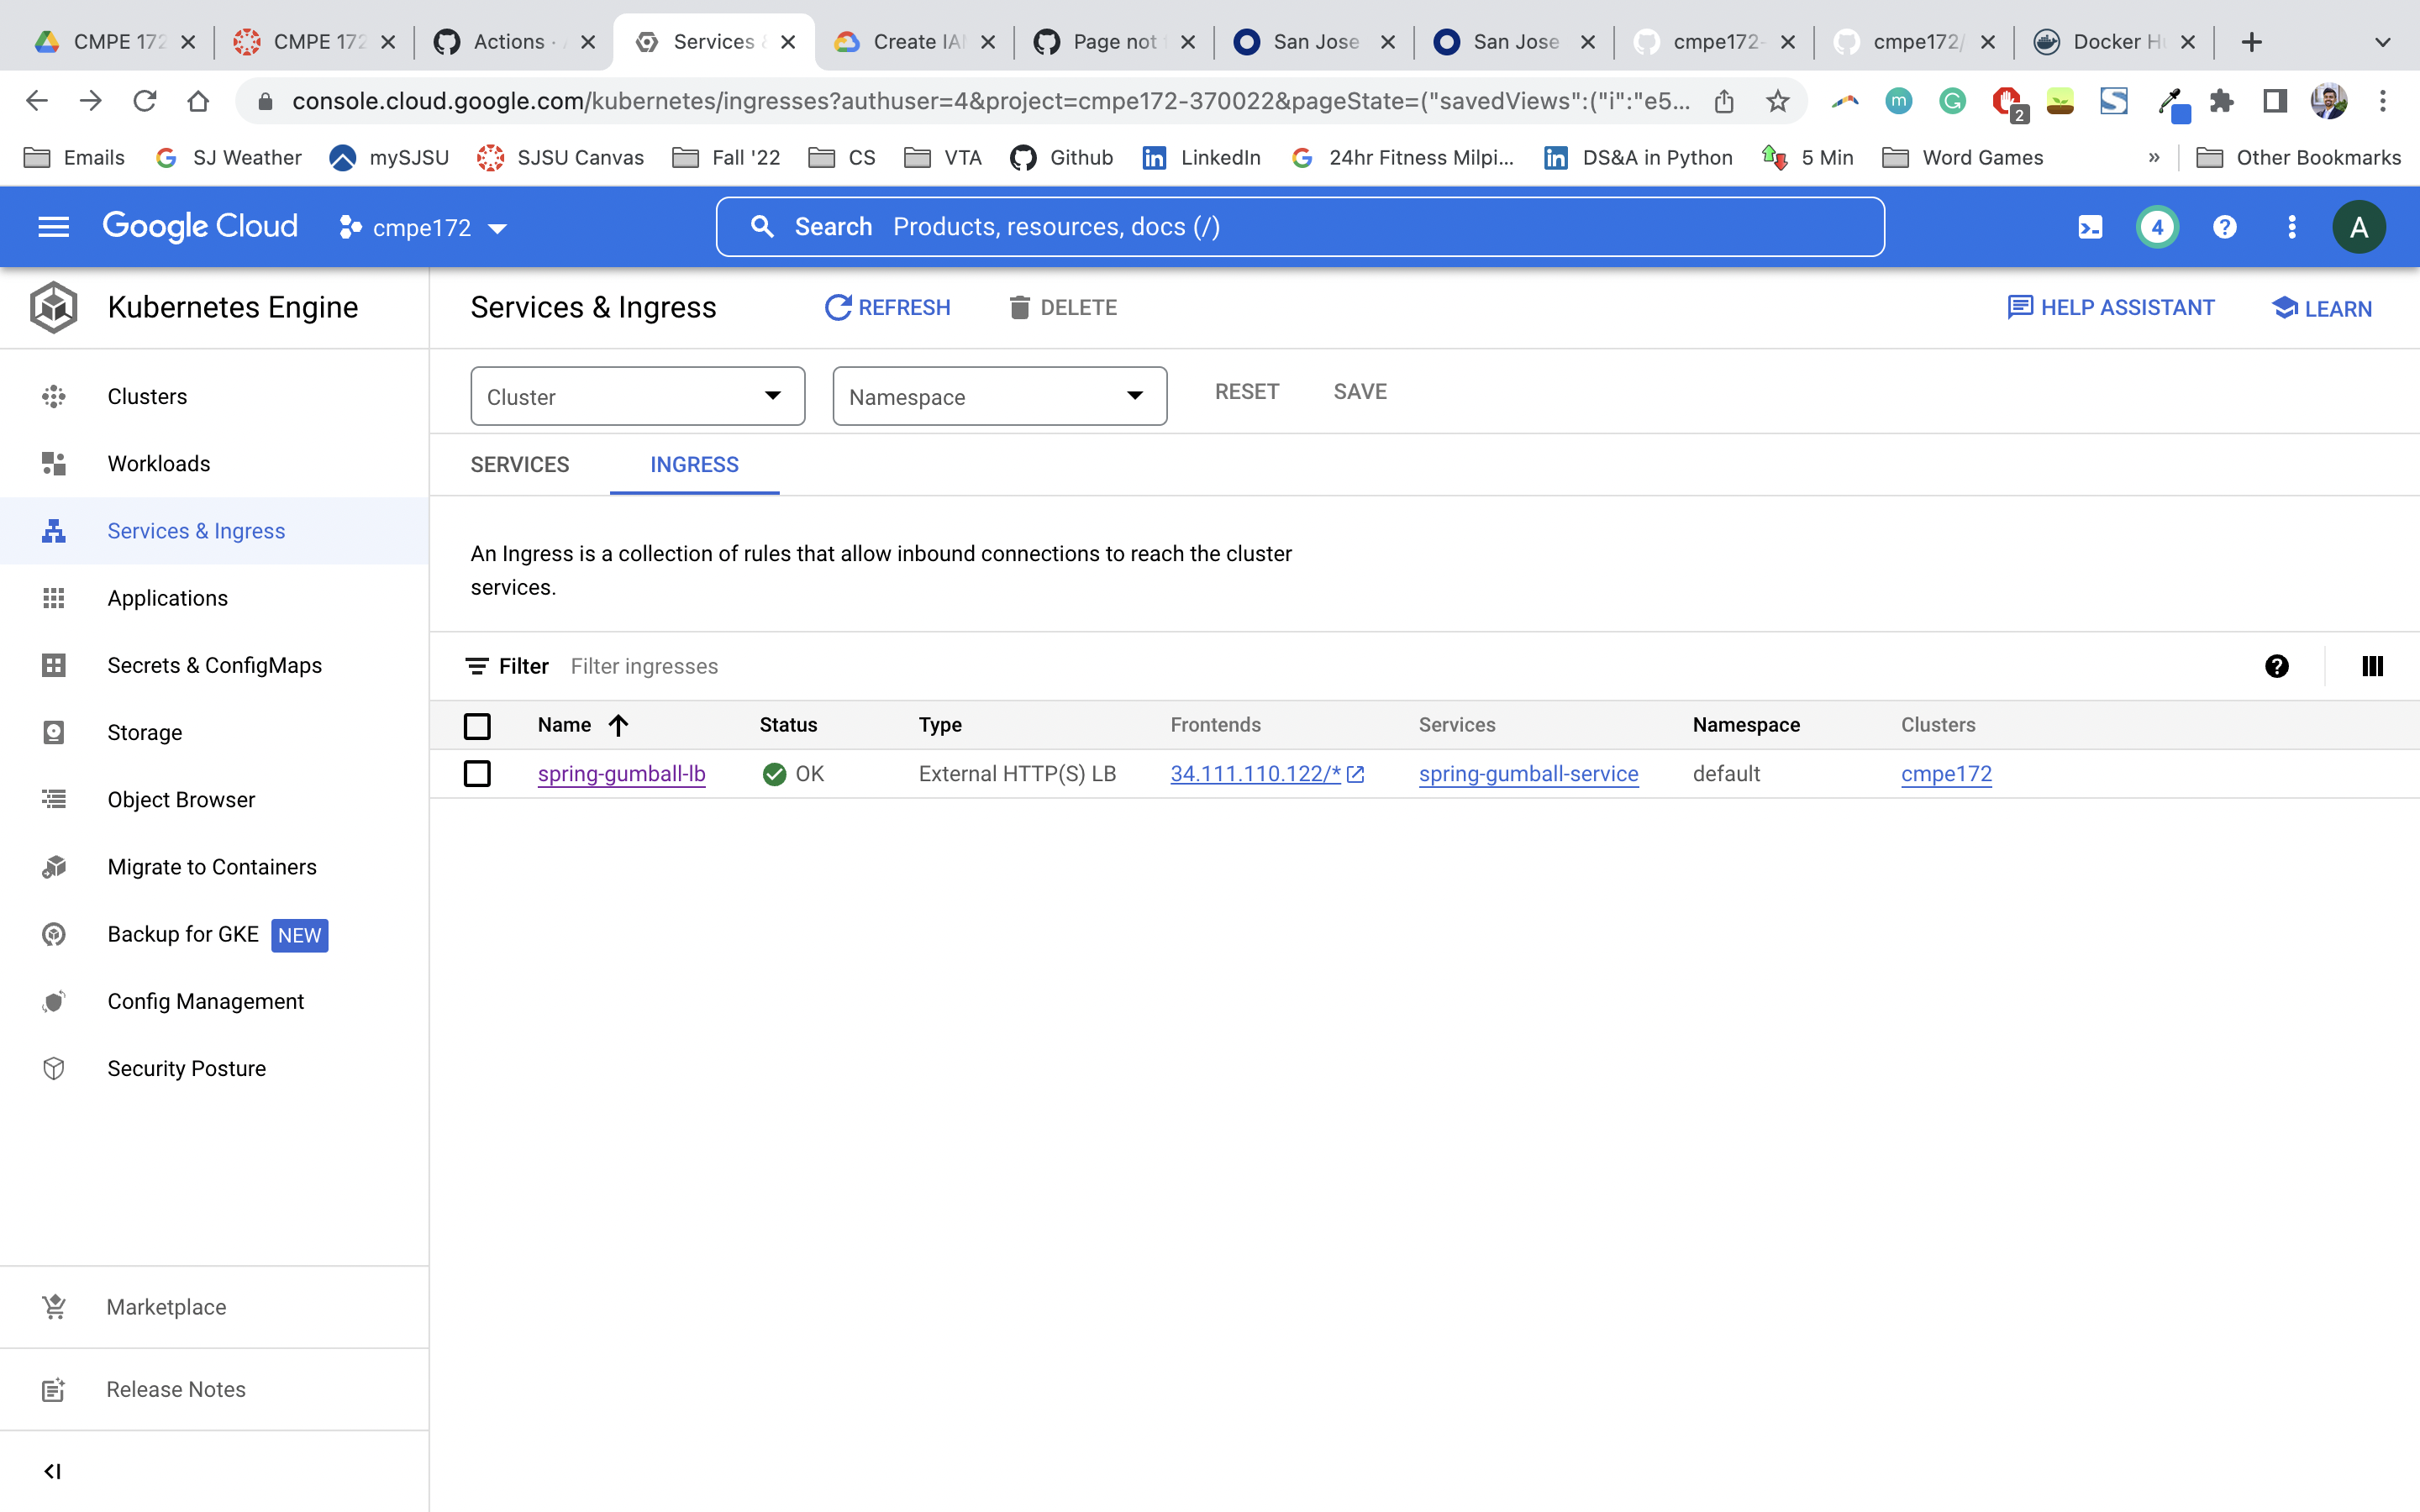 CMPE 172
CMPE 172
Actions ·
Services
Create IA
Page not
San Jose
San Jose
cmpe172-
cmpe172/
Docker H
console.cloud.google.com/kubernetes/ingresses?authuser=4&project=cmpe172-370022&pageState=("savedViews":("i":"e5...
m
G
2
S
Emails
SJ Weather
mySJSU
SJSU Canvas
Fall '22
CS
VTA
Github
LinkedIn
24hr Fitness Milpi...
DS&A in Python
5 Min
Word Games
»
Other Bookmarks
Google Cloud
cmpe172
Search Products, resources, docs (/)
4
?
A
Kubernetes Engine
Services & Ingress
REFRESH
DELETE
HELP ASSISTANT
LEARN
Clusters
Workloads
Services & Ingress
Applications
Secrets & ConfigMaps
Storage
Object Browser
Migrate to Containers
Backup for GKE NEW
Config Management
Security Posture
Marketplace
Release Notes
Cluster
Namespace
RESET
SAVE
SERVICES
INGRESS
An Ingress is a collection of rules that allow inbound connections to reach the cluster
services.
Filter Filter ingresses
?
Name Status Type Frontends Services Namespace Clusters
spring-gumball-lb OK External HTTP(S) LB 34.111.110.122/* spring-gumball-service default cmpe172